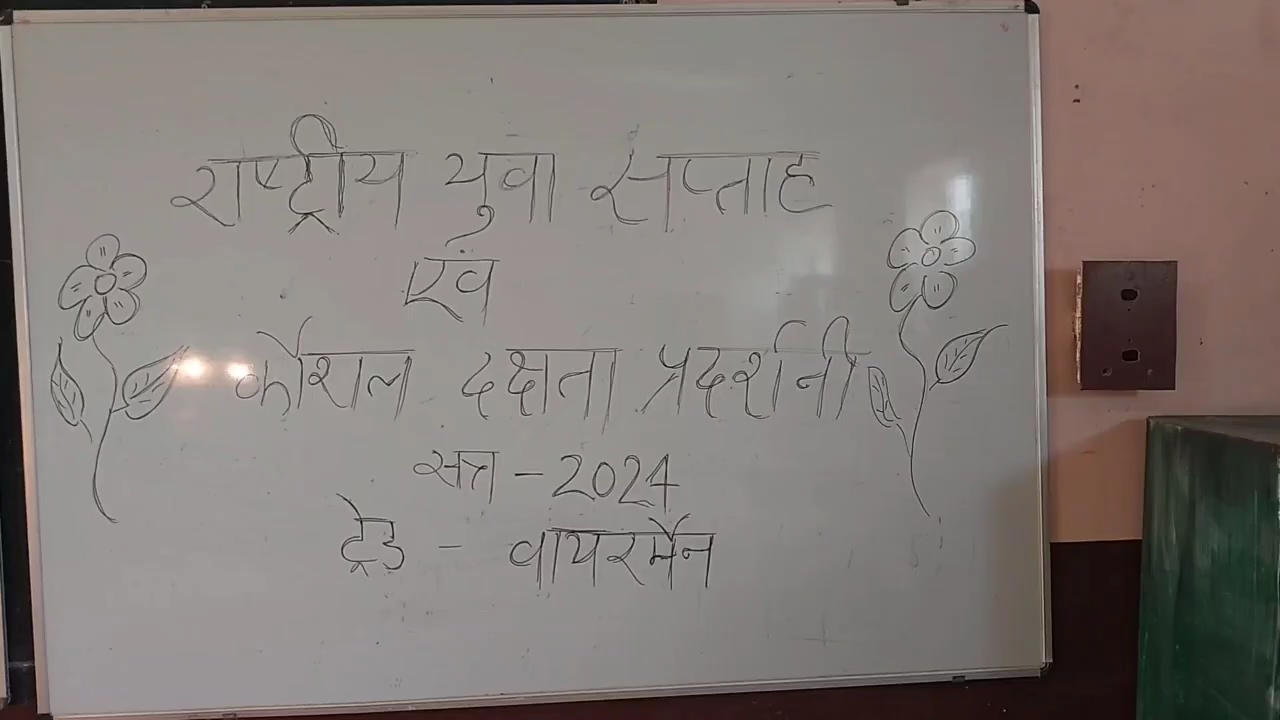 राष्ट्रीय युवा सप्ताह
एवं
कौशल दक्षता प्रदर्शनी
सत्र - 2024
ट्रेड - वायरमैन